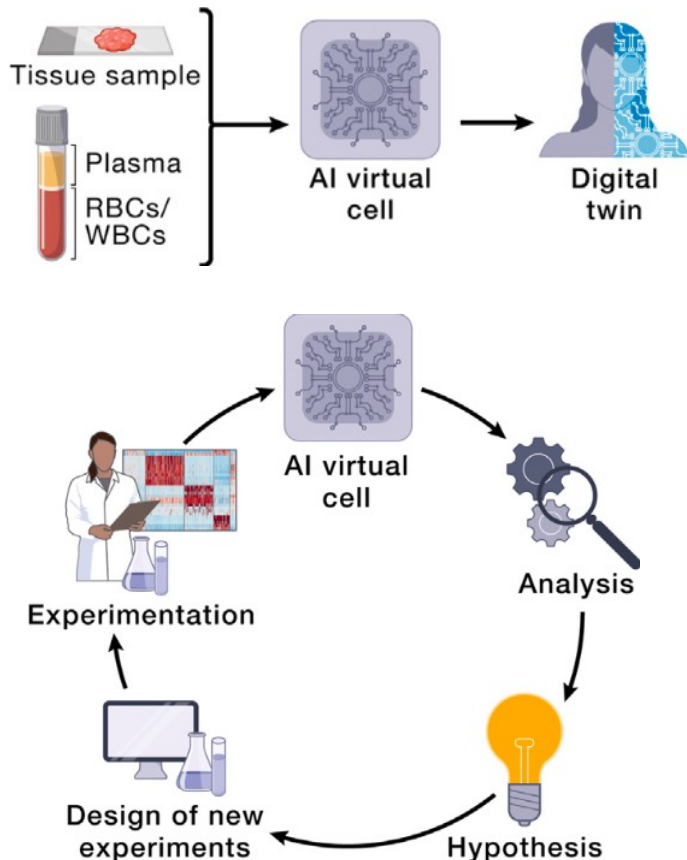 Tissue sample
Plasma
RBCs/
WBCs
AI virtual
cell
Digital
twin
AI virtual
cell
Analysis
Hypothesis
Design of new
experiments
Experimentation